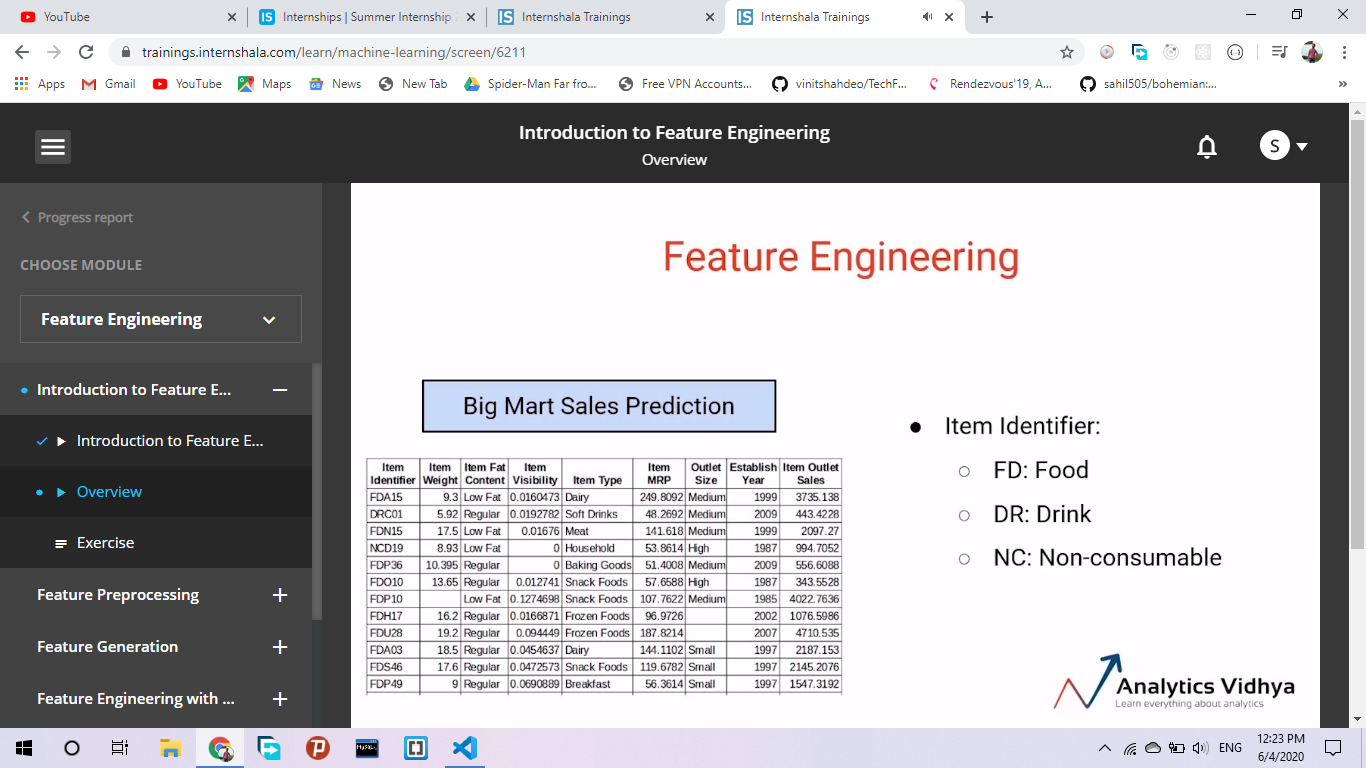 YouTube
Internships | Summer Internship
Internshala Trainings
Internshala Trainings
trainings.internshala.com/learn/machine-learning/screen/6211
Apps Gmail YouTube Maps News New Tab Spider-Man Far fro... Free VPN Accounts... vinitshahdeo/TechF... Rendezvous'19, A... sahil505/bohemian:...
Introduction to Feature Engineering
Overview
S
Progress report
CHOOSE MODULE
Feature Engineering
Introduction to Feature E...
Introduction to Feature E...
Overview
Exercise
Feature Preprocessing
Feature Generation
Feature Engineering with ...
Feature Engineering
Big Mart Sales Prediction
Item Identifier Item Weight Item Fat Content Item Visibility Item Type Item MRP Outlet Size Establish Year Item Outlet Sales
FDA15 9.3 Low Fat 0.0160473 Dairy 249.8092 Medium 1999 3735.138
DRC01 5.92 Regular 0.0192782 Soft Drinks 48.2692 Medium 2009 443.4228
FDN15 17.5 Low Fat 0.01676 Meat 141.618 Medium 1999 2097.27
NCD19 8.93 Low Fat 0 Household 53.8614 High 1987 994.7052
FDP36 10.395 Regular 0 Baking Goods 51.4008 Medium 2009 556.6088
FDO10 13.65 Regular 0.012741 Snack Foods 57.6588 High 1987 343.5528
FDP10 Low Fat 0.1274698 Snack Foods 107.7622 Medium 1985 4022.7636
FDH17 16.2 Regular 0.0166871 Frozen Foods 96.9726 2002 1076.5986
FDU28 19.2 Regular 0.094449 Frozen Foods 187.8214 2007 4710.535
FDA03 18.5 Regular 0.0454637 Dairy 144.1102 Small 1997 2187.153
FDS46 17.6 Regular 0.0472573 Snack Foods 119.6782 Small 1997 2145.2076
FDP49 9 Regular 0.0690889 Breakfast 56.3614 Small 1997 1547.3192
● Item Identifier:
○ FD: Food
○ DR: Drink
○ NC: Non-consumable
Analytics Vidhya
Learn everything about analytics
ENG
12:23 PM
6/4/2020